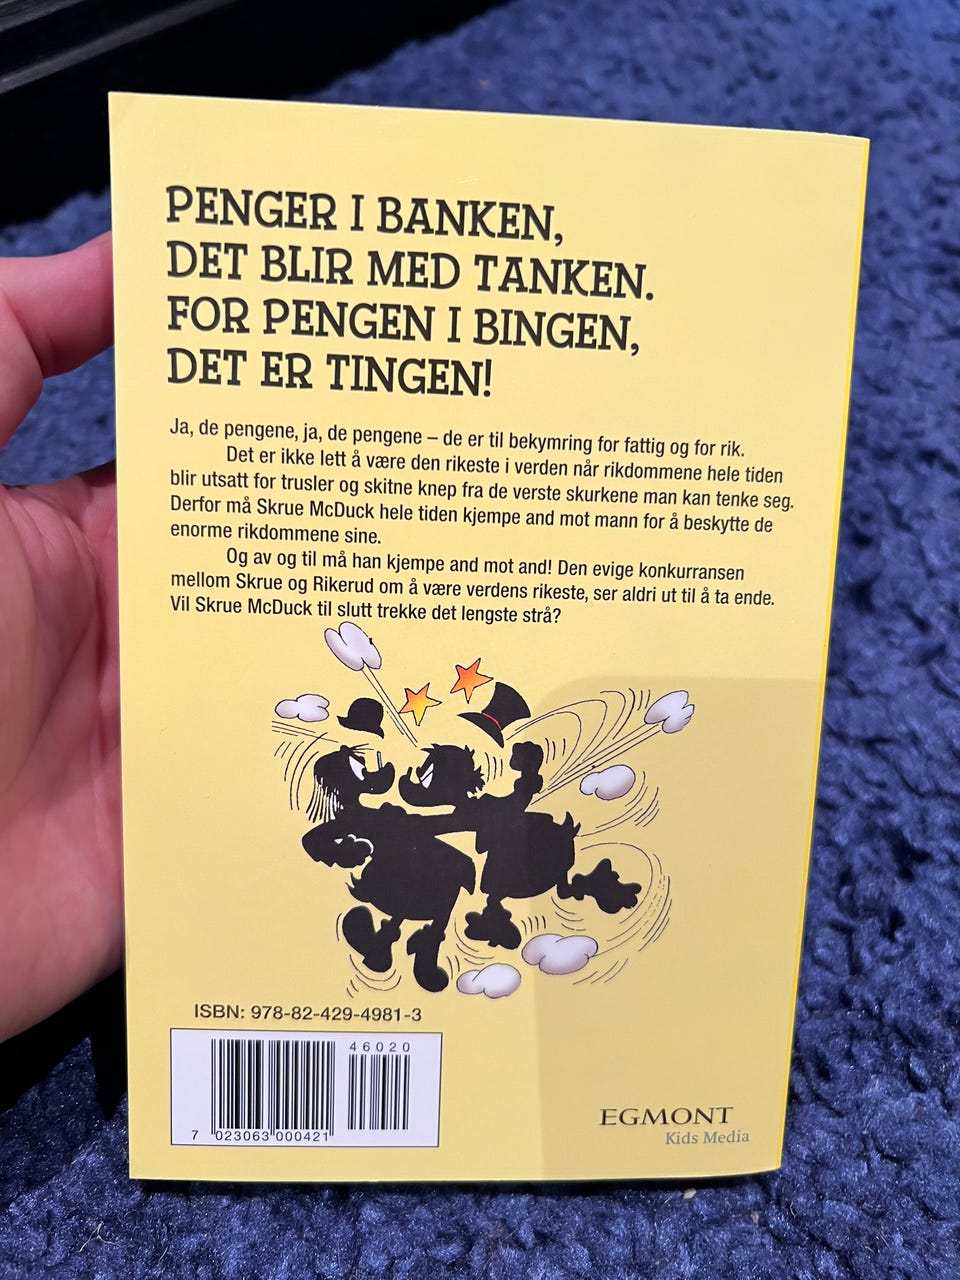 PENGER I BANKEN,
DET BLIR MED TANKEN.
FOR PENGEN I BINGEN,
DET ER TINGEN!
Ja, de pengene, ja, de pengene – de er til bekymring for fattig og for rik.
Det er ikke lett å være den rikeste i verden når rikdommene hele tiden
blir utsatt for trusler og skitne knep fra de verste skurkene man kan tenke seg.
Derfor må Skrue McDuck hele tiden kjempe and mot mann for å beskytte de
enorme rikdommene sine.
Og av og til må han kjempe and mot and! Den evige konkurransen
mellom Skrue og Rikerud om å være verdens rikeste, ser aldri ut til å ta ende.
Vil Skrue McDuck til slutt trekke det lengste strå?
ISBN: 978-82-429-4981-3
46020
7 023063 000421
EGMONT
Kids Media